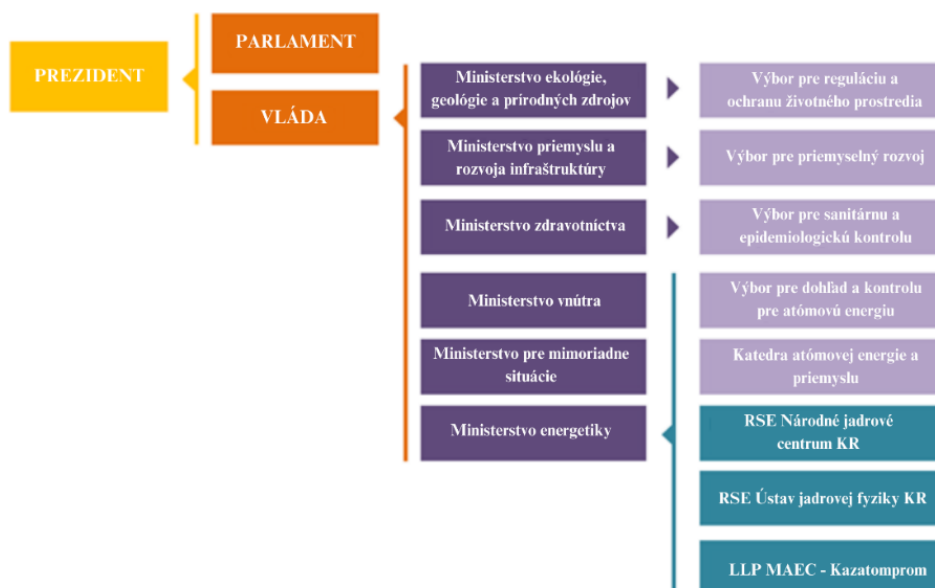 PREZIDENT
PARLAMENT
VLÁDA
Ministerstvo ekológie,
geológie a prírodných zdrojov
Ministerstvo priemyslu a
rozvoja infraštruktúry
Ministerstvo zdravotníctva
Ministerstvo vnútra
Ministerstvo pre mimoriadne
situácie
Ministerstvo energetiky
Výbor pre reguláciu a
ochranu životného prostredia
Výbor pre priemyselný rozvoj
Výbor pre sanitárnu a
epidemiologickú kontrolu
Výbor pre dohľad a kontrolu
pre atómovú energiu
Katedra atómovej energie a
priemyslu
RSE Národné jadrové
centrum KR
RSE Ústav jadrovej fyziky KR
LLP MAEC - Kazatomprom